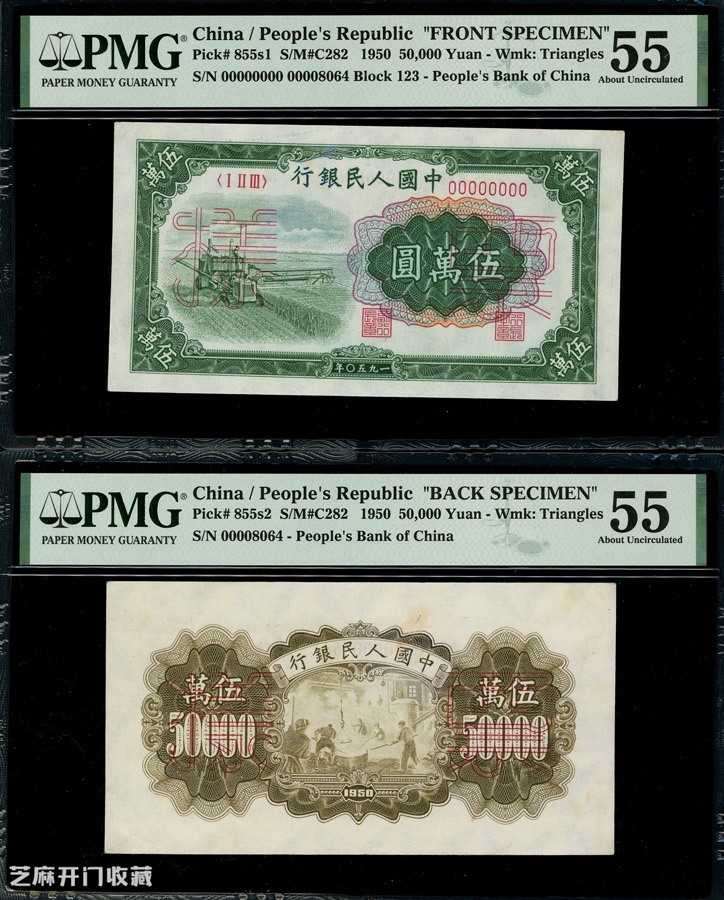 PMG®
PAPER MONEY GUARANTY
China / People's Republic "FRONT SPECIMEN"
Pick# 855s1 S/M#C282 1950 50,000 Yuan - Wmk: Triangles
S/N 00000000 00008064 Block 123 - People's Bank of China
55
About Uncirculated
伍萬
伍萬
〈I II III〉
中國人民銀行
00000000
伍萬圓
伍萬
伍萬
一九五〇年
PMG®
PAPER MONEY GUARANTY
China / People's Republic "BACK SPECIMEN"
Pick# 855s2 S/M#C282 1950 50,000 Yuan - Wmk: Triangles
S/N 00008064 - People's Bank of China
55
About Uncirculated
中國人民銀行
伍萬
50000
伍萬
50000
1950
芝麻开门收藏